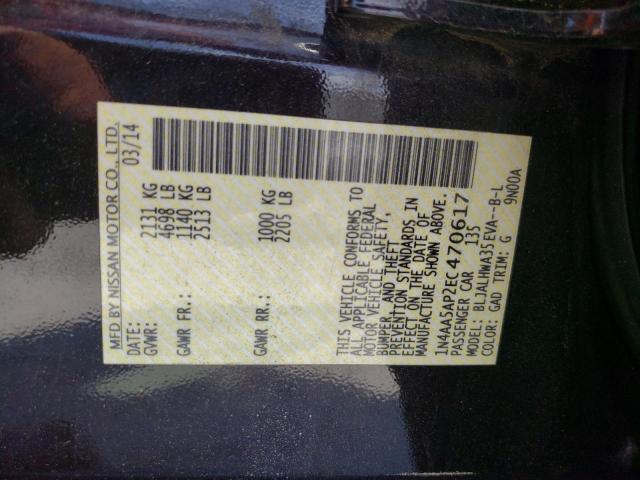 MFD BY NISSAN MOTOR CO., LTD.
DATE: 03/14
GVWR: 2131 KG
4698 LB
GAWR FR.: 1140 KG
2513 LB
GAWR RR.: 1000 KG
2205 LB
THIS VEHICLE CONFORMS TO
ALL APPLICABLE FEDERAL
MOTOR VEHICLE SAFETY,
BUMPER, AND THEFT
PREVENTION STANDARDS IN
EFFECT ON THE DATE OF
MANUFACTURE SHOWN ABOVE.
1N4AA5AP2EC470617
PASSENGER CAR 135
MODEL: BLJALHWA35EVA--B-L
COLOR: GAD TRIM: G 9N00A